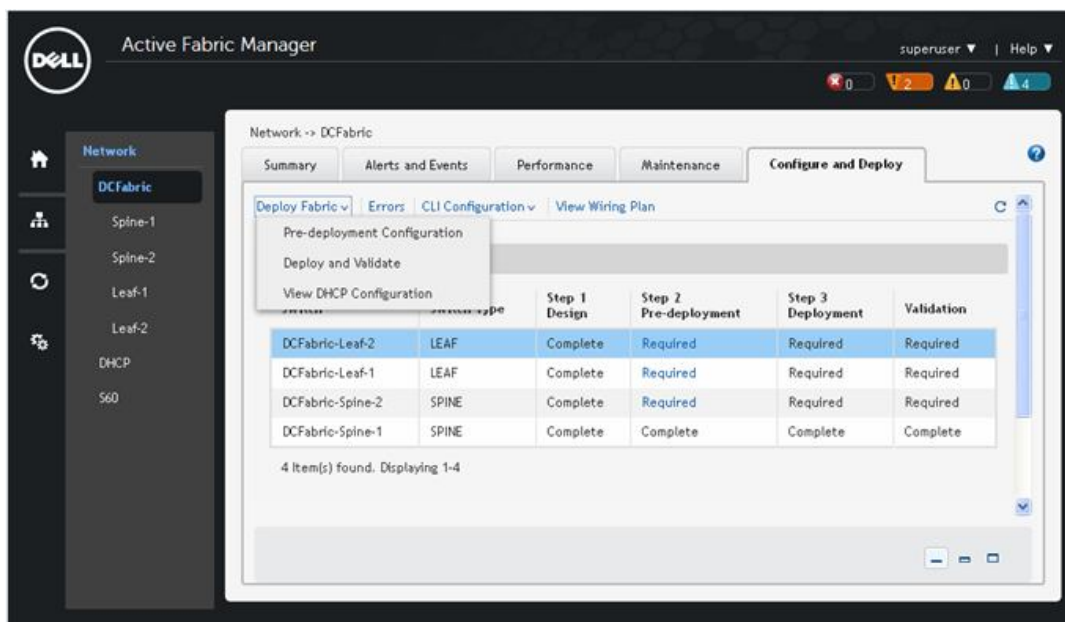 DELL
Active Fabric Manager
superuser ▼ | Help ▼
0 2 0 4
Network -> DCFabric
Network
DCFabric
Spine-1
Spine-2
Leaf-1
Leaf-2
DHCP
S60
Summary Alerts and Events Performance Maintenance Configure and Deploy
Deploy Fabric Errors CLI Configuration View Wiring Plan
Pre-deployment Configuration
Deploy and Validate
View DHCP Configuration
Switch Switch Type Step 1 Design Step 2 Pre-deployment Step 3 Deployment Validation
DCFabric-Leaf-2 LEAF Complete Required Required Required
DCFabric-Leaf-1 LEAF Complete Required Required Required
DCFabric-Spine-2 SPINE Complete Required Required Required
DCFabric-Spine-1 SPINE Complete Complete Complete Complete
4 Item(s) found. Displaying 1-4